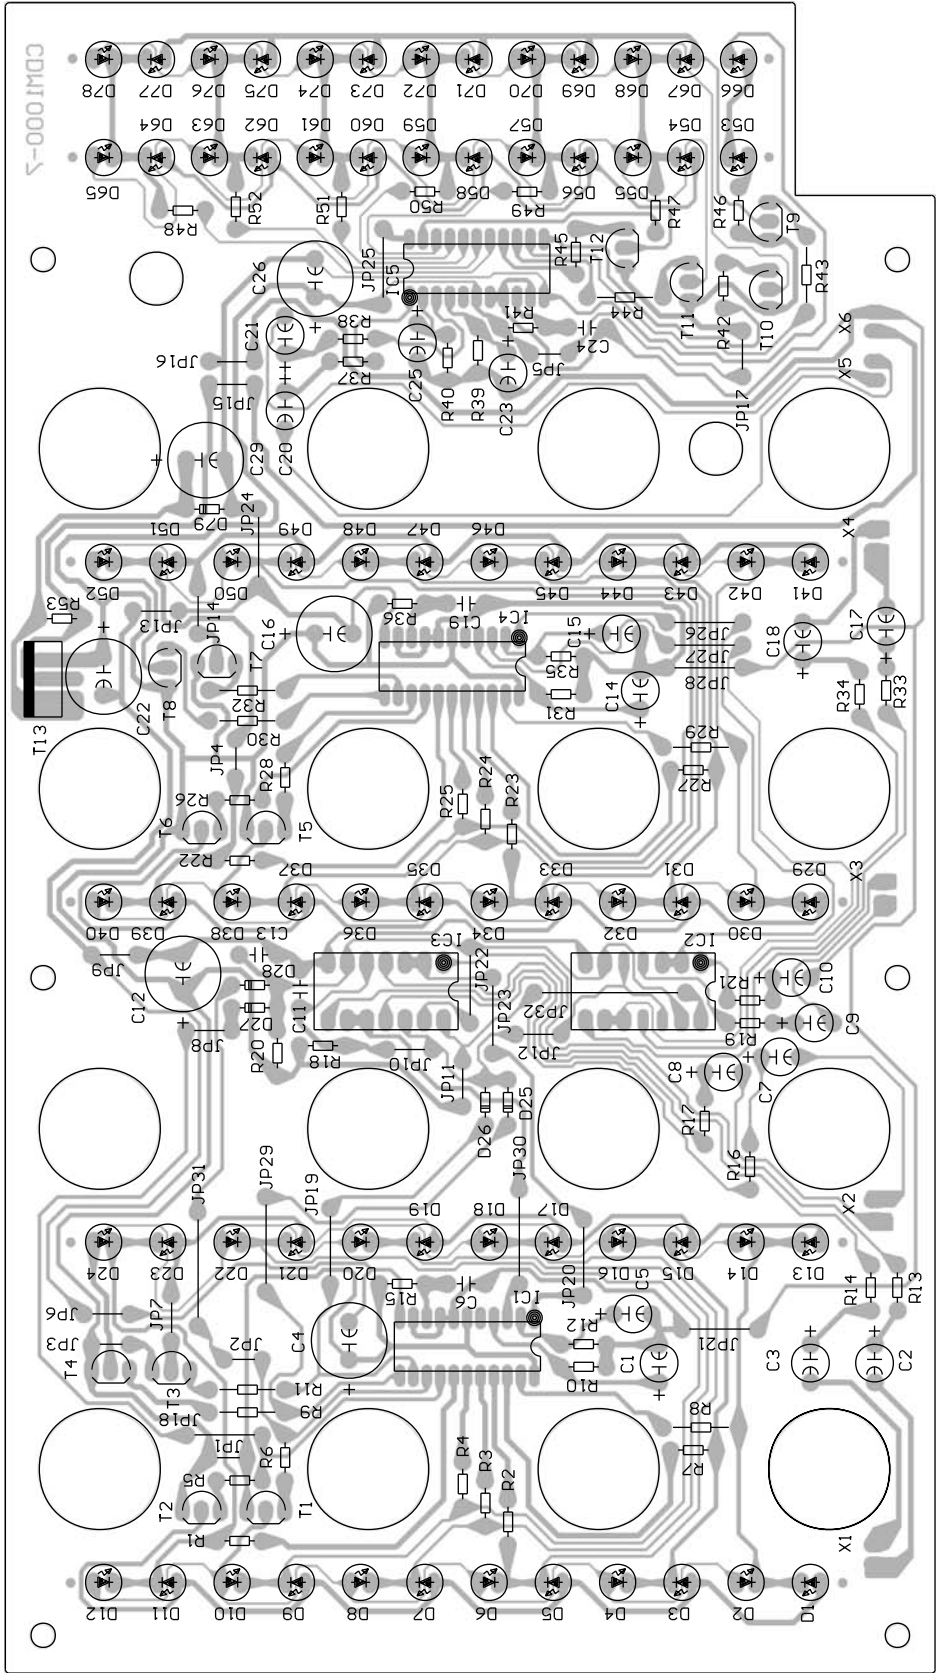 CDM1000-7
D78 D77 D76 D75 D74 D73 D72 D71 D70 D69 D68 D67 D66
D64 D63 D62 D61 D60 D59 D57 D54 D53
D65 D58 D56 D55
R48 R52 R51 R50 R49 R47 R46 T9
C26 JP25 IC5 R45 T12 R43
R44 T11 R42 T10
JP16 C21 R38 R37 C25 R40 R39 R41 C23 JP5 C24 X6 X5
JP15 JP17
C29 C20
D79 JP24 X4
D51 D49 D48 D47 D46
D52 D50 D45 D44 D43 D42 D41
R53 JP13 JP14 C16 R36 C19 IC4 C15 JP26 C18 C17
JP27
T7 R35 JP28
T13 C22 T8 R32 R31 C14 R34 R33
R30 JP4 R29
R28 R27
R26 R25 R24 R23
T6 T5
R22 D37 D35 D33 D31 D29 X3
D40 D39 D38 C13 D36 D34 D32 D30
JP9 D28 IC3 JP22 IC2 R21 C10
C12 D27 C11 JP23 JP32
JP8 R20 R18 JP10 JP12 R19 C9
JP11 C8 C7
D26 D25 R17
R16
JP31 JP29 JP19 JP30 X2
D19 D18 D17
D24 D23 D22 D21 D20 D16 D15 D14 D13
JP6 JP7 R15 C6 IC1 JP20 C5 R14 R13
JP3 JP2 C4 R12 JP21
T4 T3 R10 C1 C3 C2
R11
JP18 R9 R8
JP1 R6 R4 R3 R7
R5 R2
T2 T1
R1 X1
D12 D11 D10 D9 D8 D7 D6 D5 D4 D3 D2 D1